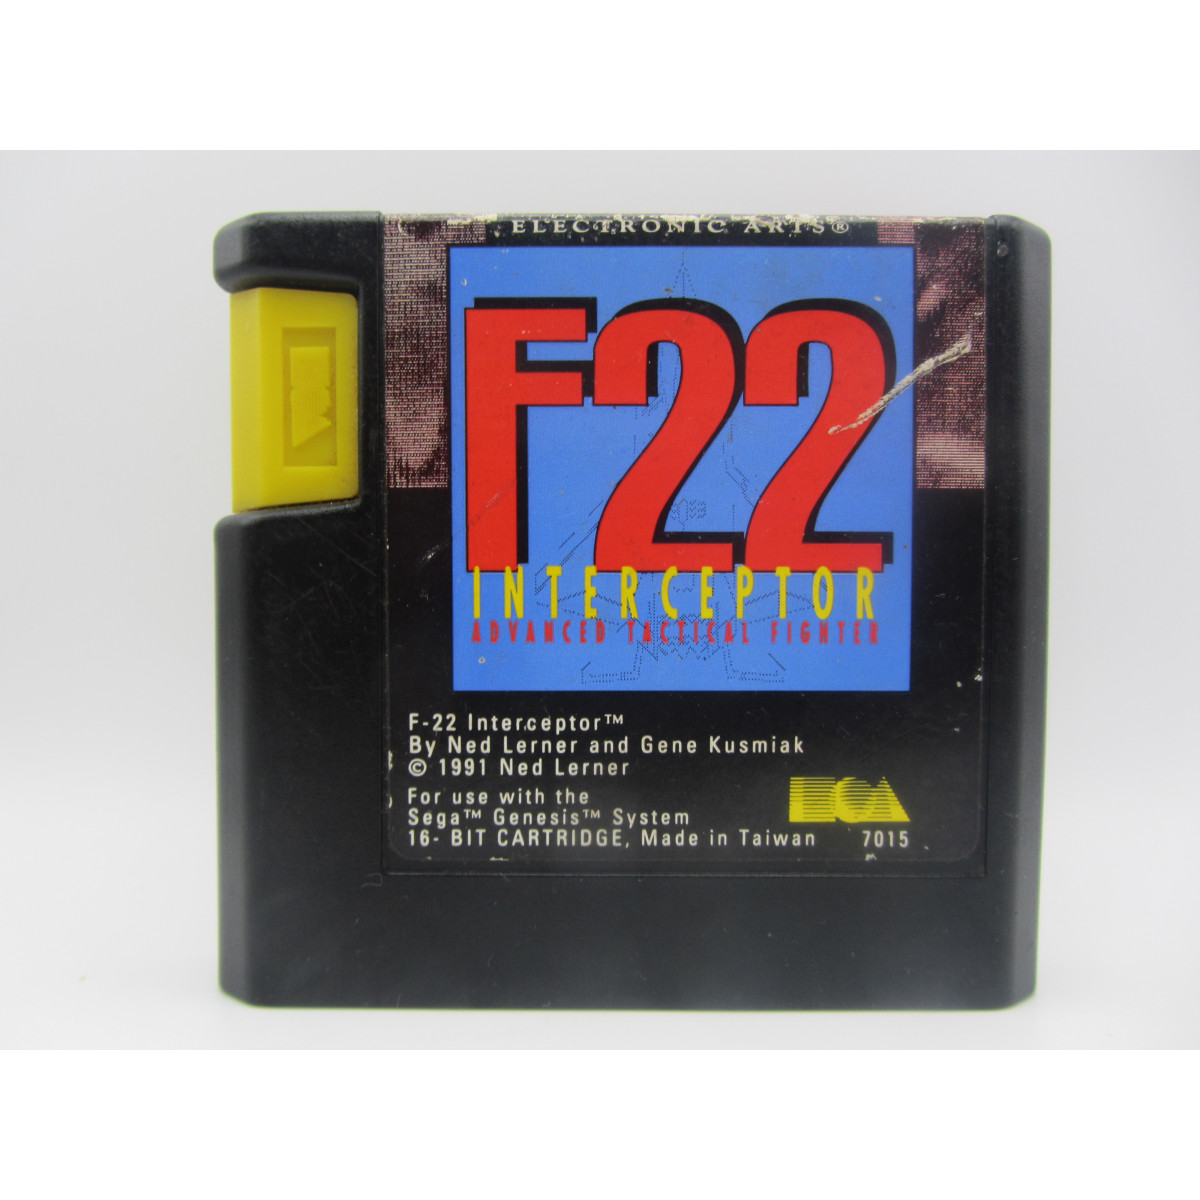 ELECTRONIC ARTS®
F22
INTERCEPTOR
ADVANCED TACTICAL FIGHTER
F-22 Interceptor™
By Ned Lerner and Gene Kusmiak
© 1991 Ned Lerner
For use with the
Sega™ Genesis™ System
16- BIT CARTRIDGE, Made in Taiwan 7015
EOA